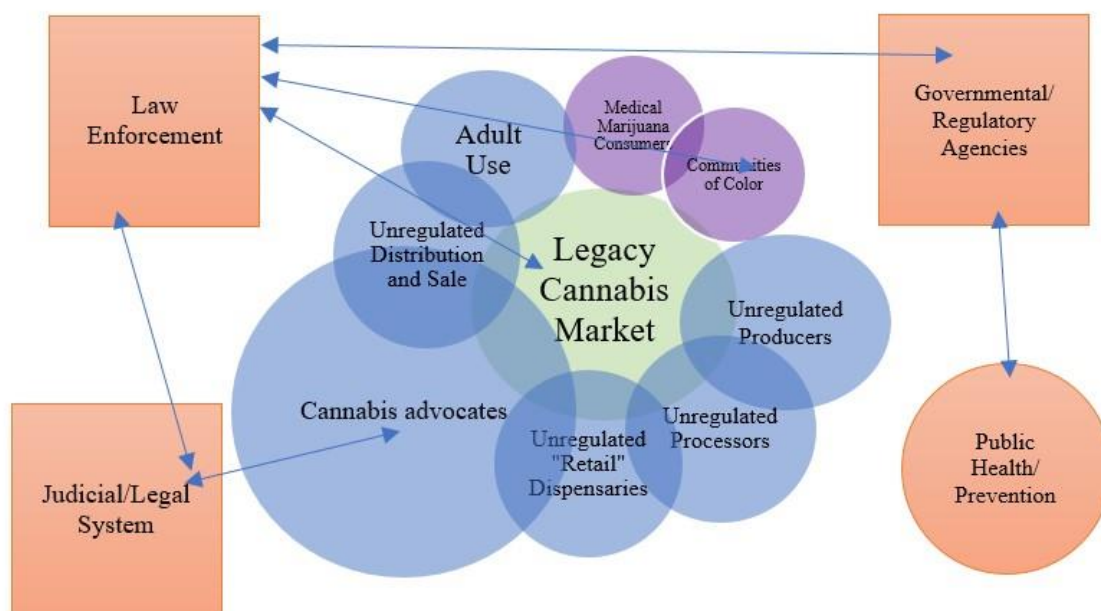 Law
Enforcement
Governmental/
Regulatory
Agencies
Medical
Marijuana
Consumers
Adult
Use
Communities
of Color
Unregulated
Distribution
and Sale
Legacy
Cannabis
Market
Unregulated
Producers
Cannabis advocates
Unregulated
Processors
Unregulated
"Retail"
Dispensaries
Judicial/Legal
System
Public
Health/
Prevention